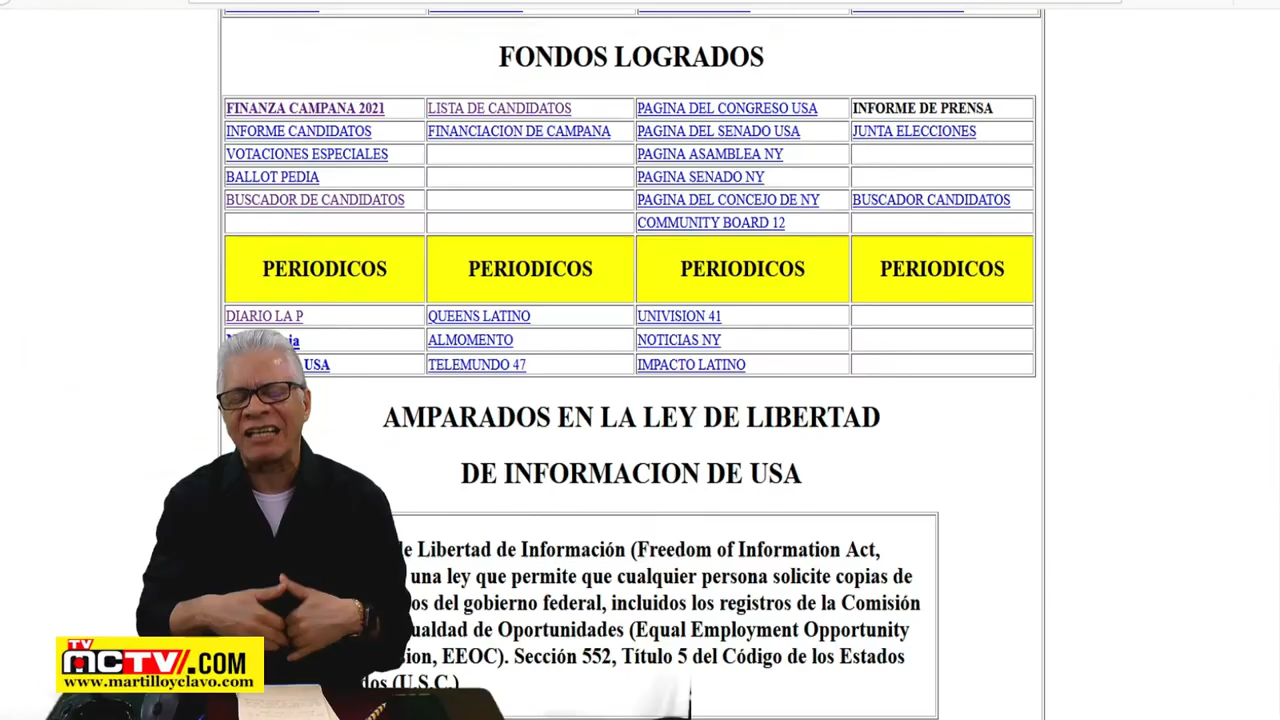 FONDOS LOGRADOS
FINANZA CAMPANA 2021 LISTA DE CANDIDATOS PAGINA DEL CONGRESO USA INFORME DE PRENSA
INFORME CANDIDATOS FINANCIACION DE CAMPANA PAGINA DEL SENADO USA JUNTA ELECCIONES
VOTACIONES ESPECIALES PAGINA ASAMBLEA NY
BALLOT PEDIA PAGINA SENADO NY
BUSCADOR DE CANDIDATOS PAGINA DEL CONCEJO DE NY BUSCADOR CANDIDATOS
COMMUNITY BOARD 12
PERIODICOS PERIODICOS PERIODICOS PERIODICOS
DIARIO LA P QUEENS LATINO UNIVISION 41
ALMOMENTO NOTICIAS NY
USA TELEMUNDO 47 IMPACTO LATINO
AMPARADOS EN LA LEY DE LIBERTAD
DE INFORMACION DE USA
de Libertad de Información (Freedom of Information Act,
una ley que permite que cualquier persona solicite copias de
del gobierno federal, incluidos los registros de la Comisión
de Oportunidades (Equal Employment Opportunity
EEOC). Sección 552, Título 5 del Código de los Estados
(U.S.C.)
TV
MCTV.COM
www.martilloyclavo.com